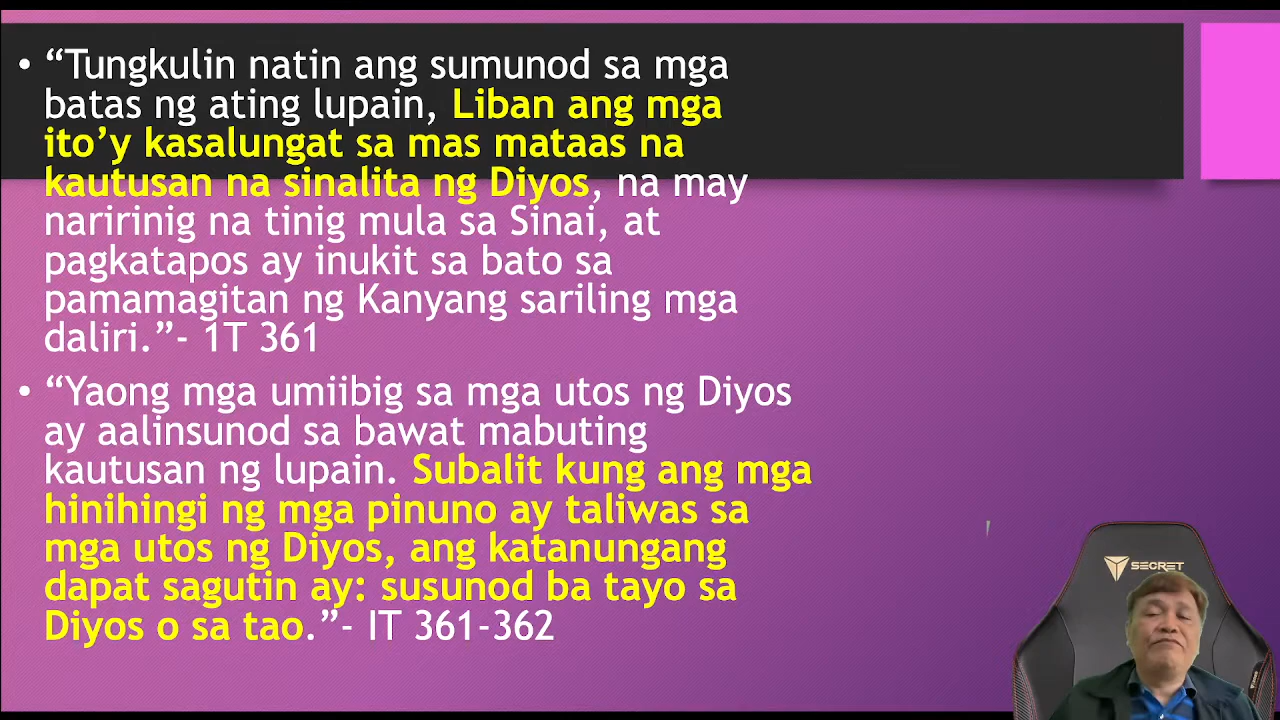 • “Tungkulin natin ang sumunod sa mga
batas ng ating lupain, Liban ang mga
ito’y kasalungat sa mas mataas na
kautusan na sinalita ng Diyos, na may
naririnig na tinig mula sa Sinai, at
pagkatapos ay inukit sa bato sa
pamamagitan ng Kanyang sariling mga
daliri.”- 1T 361
• “Yaong mga umiibig sa mga utos ng Diyos
ay aalinsunod sa bawat mabuting
kautusan ng lupain. Subalit kung ang mga
hinihingi ng mga pinuno ay taliwas sa
mga utos ng Diyos, ang katanungang
dapat sagutin ay: susunod ba tayo sa
Diyos o sa tao.”- IT 361-362
SECRET